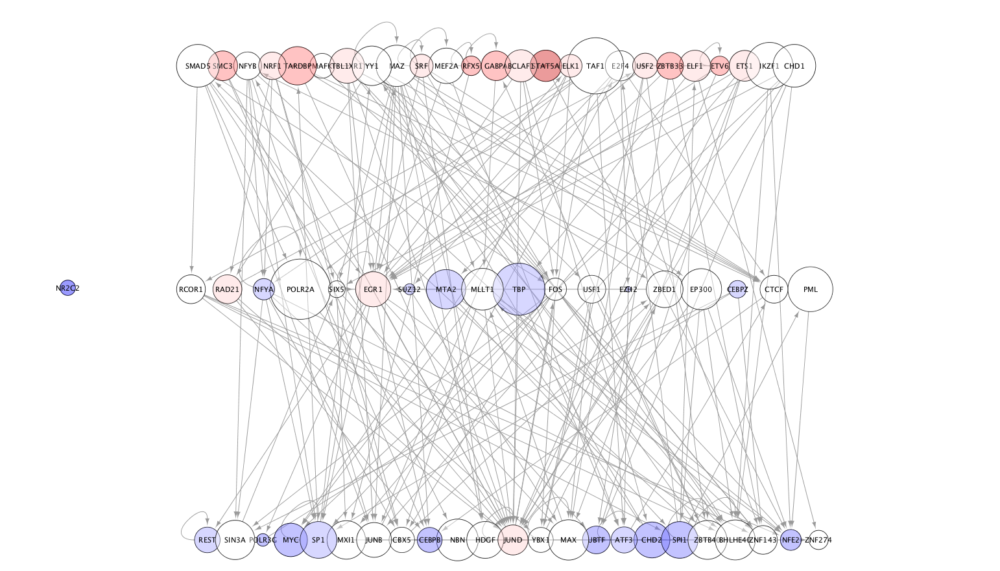 SMAD5 SMC3 NFYB NRF1 TARDBP MAFK TBL1XR1 YY1 MAZ SRF MEF2A RFX5 GABPA BCLAF1 STAT5A ELK1 TAF1 E2F4 USF2 ZBTB33 ELF1 ETV6 ETS1 IKZF1 CHD1
NR2C2 RCOR1 RAD21 NFYA POLR2A SIX5 EGR1 SUZ12 MTA2 MLLT1 TBP FOS USF1 EZH2 ZBED1 EP300 CEBPZ CTCF PML
REST SIN3A POLR3G MYC SP1 MXI1 JUNB CBX5 CEBPB NBN HDGF JUND YBX1 MAX UBTF ATF3 CHD2 SPI1 ZBTB40 BHLHE40 ZNF143 NFE2 ZNF274